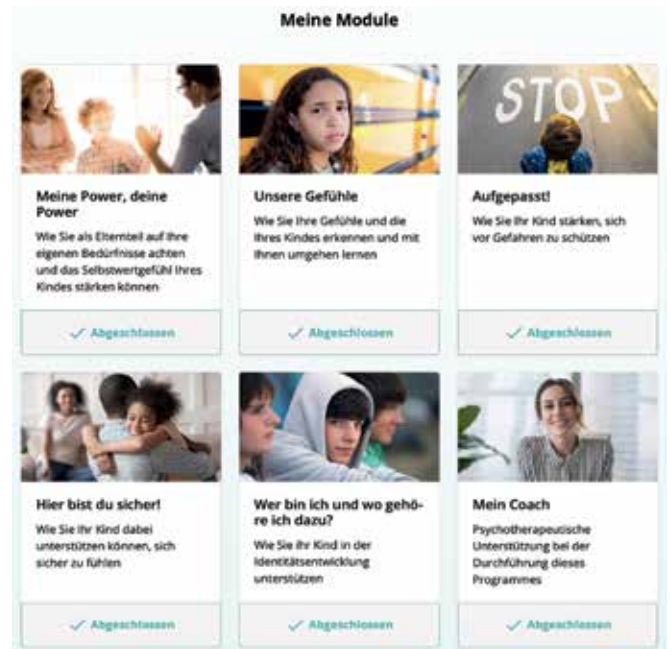 Meine Module
STOP
Meine Power, deine
Power
Wie Sie als Elternteil auf Ihre
eigenen Bedürfnisse achten
und das Selbstwertgefühl Ihres
Kindes stärken können
Abgeschlossen
Unsere Gefühle
Wie Sie Ihre Gefühle und die
Ihres Kindes erkennen und mit
Ihnen umgehen lernen
Abgeschlossen
Aufgepasst!
Wie Sie Ihr Kind stärken, sich
vor Gefahren zu schützen
Abgeschlossen
Hier bist du sicher!
Wie Sie Ihr Kind dabei
unterstützen können, sich
sicher zu fühlen
Abgeschlossen
Wer bin ich und wo gehö-
re ich dazu?
Wie Sie ihr Kind in der
Identitätsentwicklung
unterstützen
Abgeschlossen
Mein Coach
Psychotherapeutische
Unterstützung bei der
Durchführung dieses
Programmes
Abgeschlossen